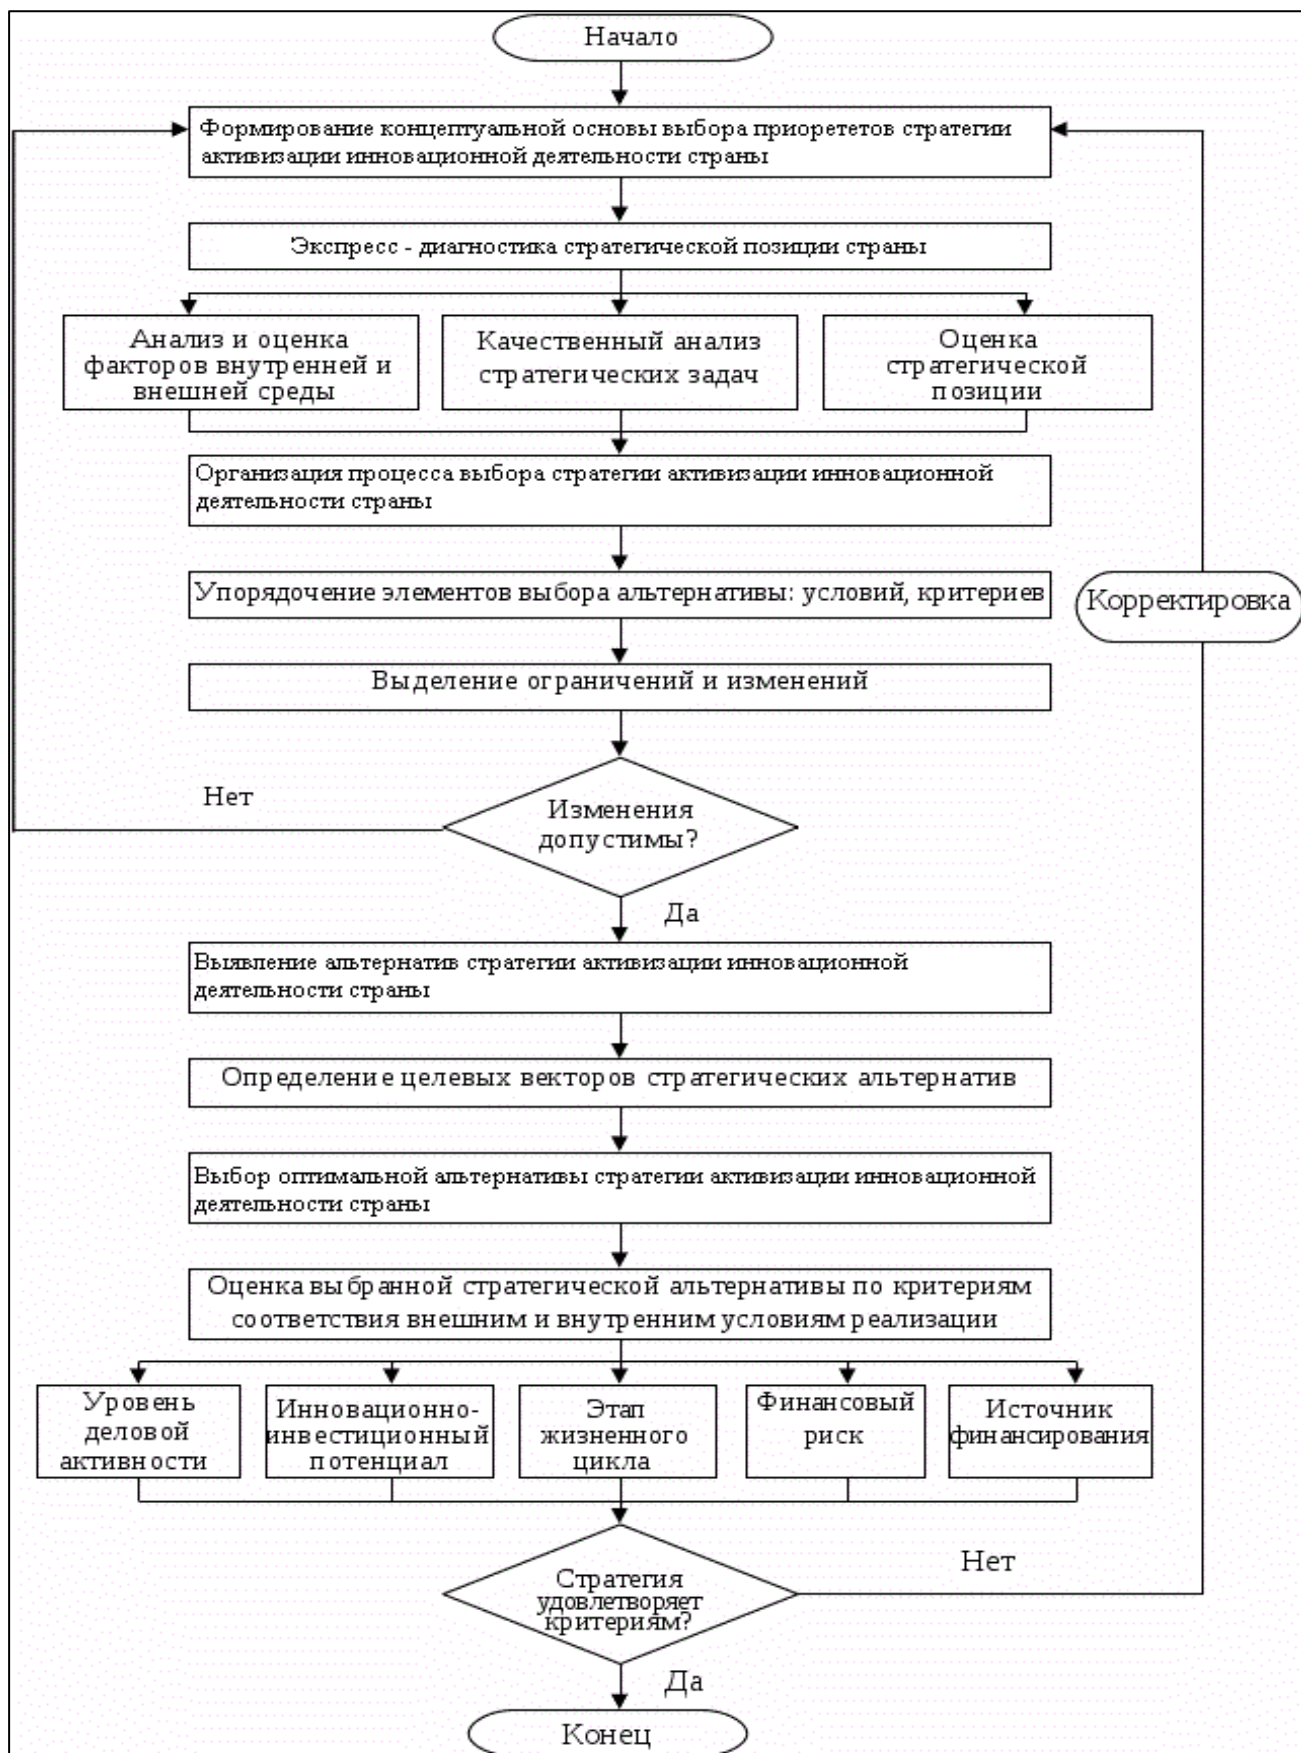 Начало
Формирование концептуальной основы выбора приорететов стратегии
активизации инновационной деятельности страны
Экспресс - диагностика стратегической позиции страны
Анализ и оценка
факторов внутренней и
внешней среды
Качественный анализ
стратегических задач
Оценка
стратегической
позиции
Организация процесса выбора стратегии активизации инновационной
деятельности страны
Упорядочение элементов выбора альтернативы: условий, критериев
Корректировка
Выделение ограничений и изменений
Нет
Изменения
допустимы?
Да
Выявление альтернатив стратегии активизации инновационной
деятельности страны
Определение целевых векторов стратегических альтернатив
Выбор оптимальной альтернативы стратегии активизации инновационной
деятельности страны
Оценка выбранной стратегической альтернативы по критериям
соответствия внешним и внутренним условиям реализации
Уровень
деловой
активности
Инновационно-
инвестиционный
потенциал
Этап
жизненного
цикла
Финансовый
риск
Источник
финансирования
Нет
Стратегия
удовлетворяет
критериям?
Да
Конец